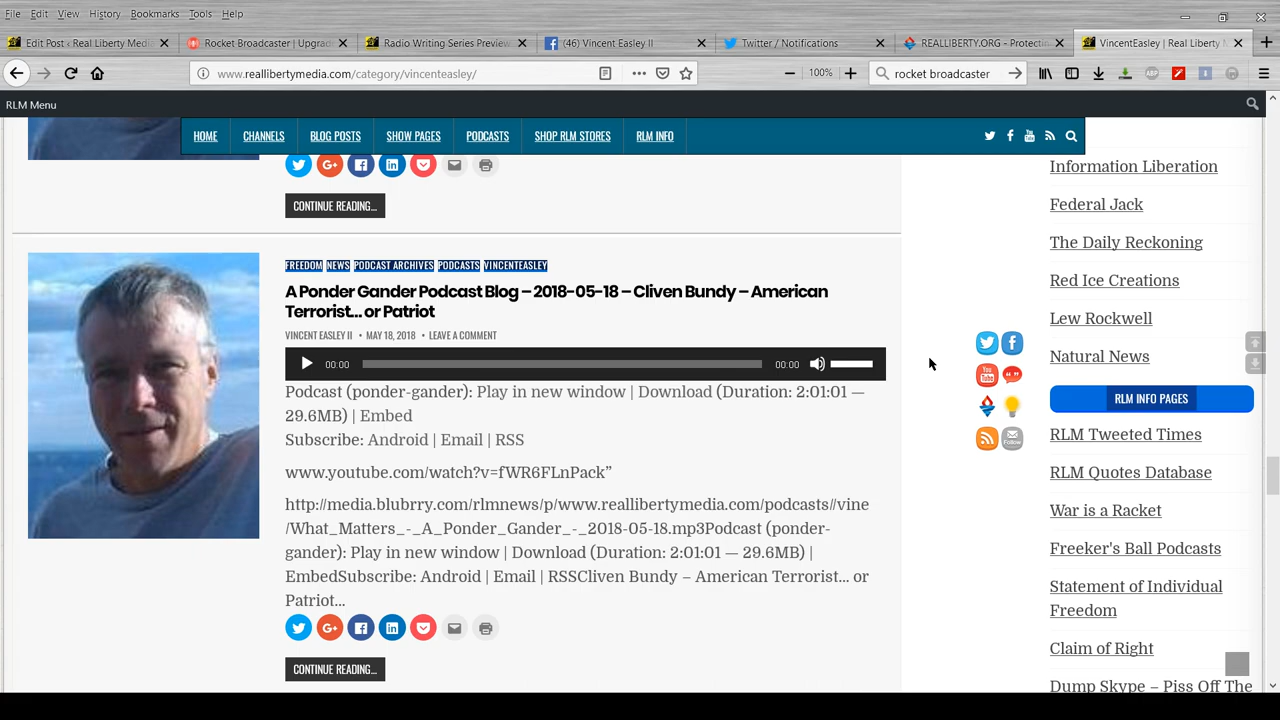 File Edit View History Bookmarks Tools Help
Edit Post ‹ Real Liberty Medi
Rocket Broadcaster | Upgrad
Radio Writing Series Preview
(46) Vincent Easley II
Twitter / Notifications
REALLIBERTY.ORG - Protectin
VincentEasley | Real Liberty M
www.reallibertymedia.com/category/vincenteasley/
100%
rocket broadcaster
ABP
RLM Menu
HOME CHANNELS BLOG POSTS SHOW PAGES PODCASTS SHOP RLM STORES RLM INFO
CONTINUE READING...
FREEDOM NEWS PODCAST ARCHIVES PODCASTS VINCENTEASLEY
A Ponder Gander Podcast Blog – 2018-05-18 – Cliven Bundy – American
Terrorist… or Patriot
VINCENT EASLEY II • MAY 18, 2018 • LEAVE A COMMENT
00:00 00:00
Podcast (ponder-gander): Play in new window | Download (Duration: 2:01:01 —
29.6MB) | Embed
Subscribe: Android | Email | RSS
www.youtube.com/watch?v=fWR6FLnPack”
http://media.blubrry.com/rlmnews/p/www.reallibertymedia.com/podcasts//vine
/What_Matters_-_A_Ponder_Gander_-_2018-05-18.mp3Podcast (ponder-
gander): Play in new window | Download (Duration: 2:01:01 — 29.6MB) |
EmbedSubscribe: Android | Email | RSSCliven Bundy – American Terrorist… or
Patriot...
CONTINUE READING...
You
Tube
Follow
Information Liberation
Federal Jack
The Daily Reckoning
Red Ice Creations
Lew Rockwell
Natural News
RLM INFO PAGES
RLM Tweeted Times
RLM Quotes Database
War is a Racket
Freeker's Ball Podcasts
Statement of Individual
Freedom
Claim of Right
Dump Skype – Piss Off The